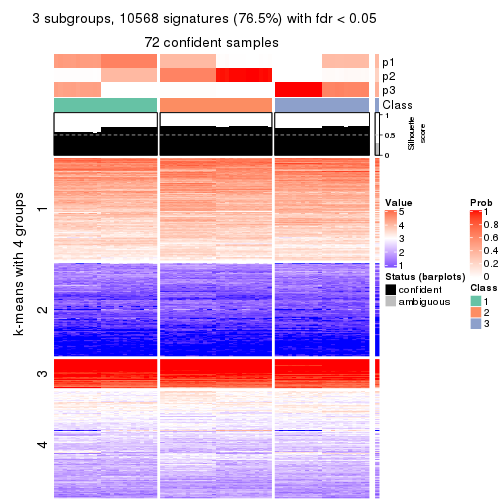 3 subgroups, 10568 signatures (76.5%) with fdr < 0.05
72 confident samples
p1
p2
p3
Class
1
0.5
0
Silhouette
score
k-means with 4 groups
1
2
3
4
Value
5
4
3
2
1
Status (barplots)
confident
ambiguous
Prob
1
0.8
0.6
0.4
0.2
0
Class
1
2
3